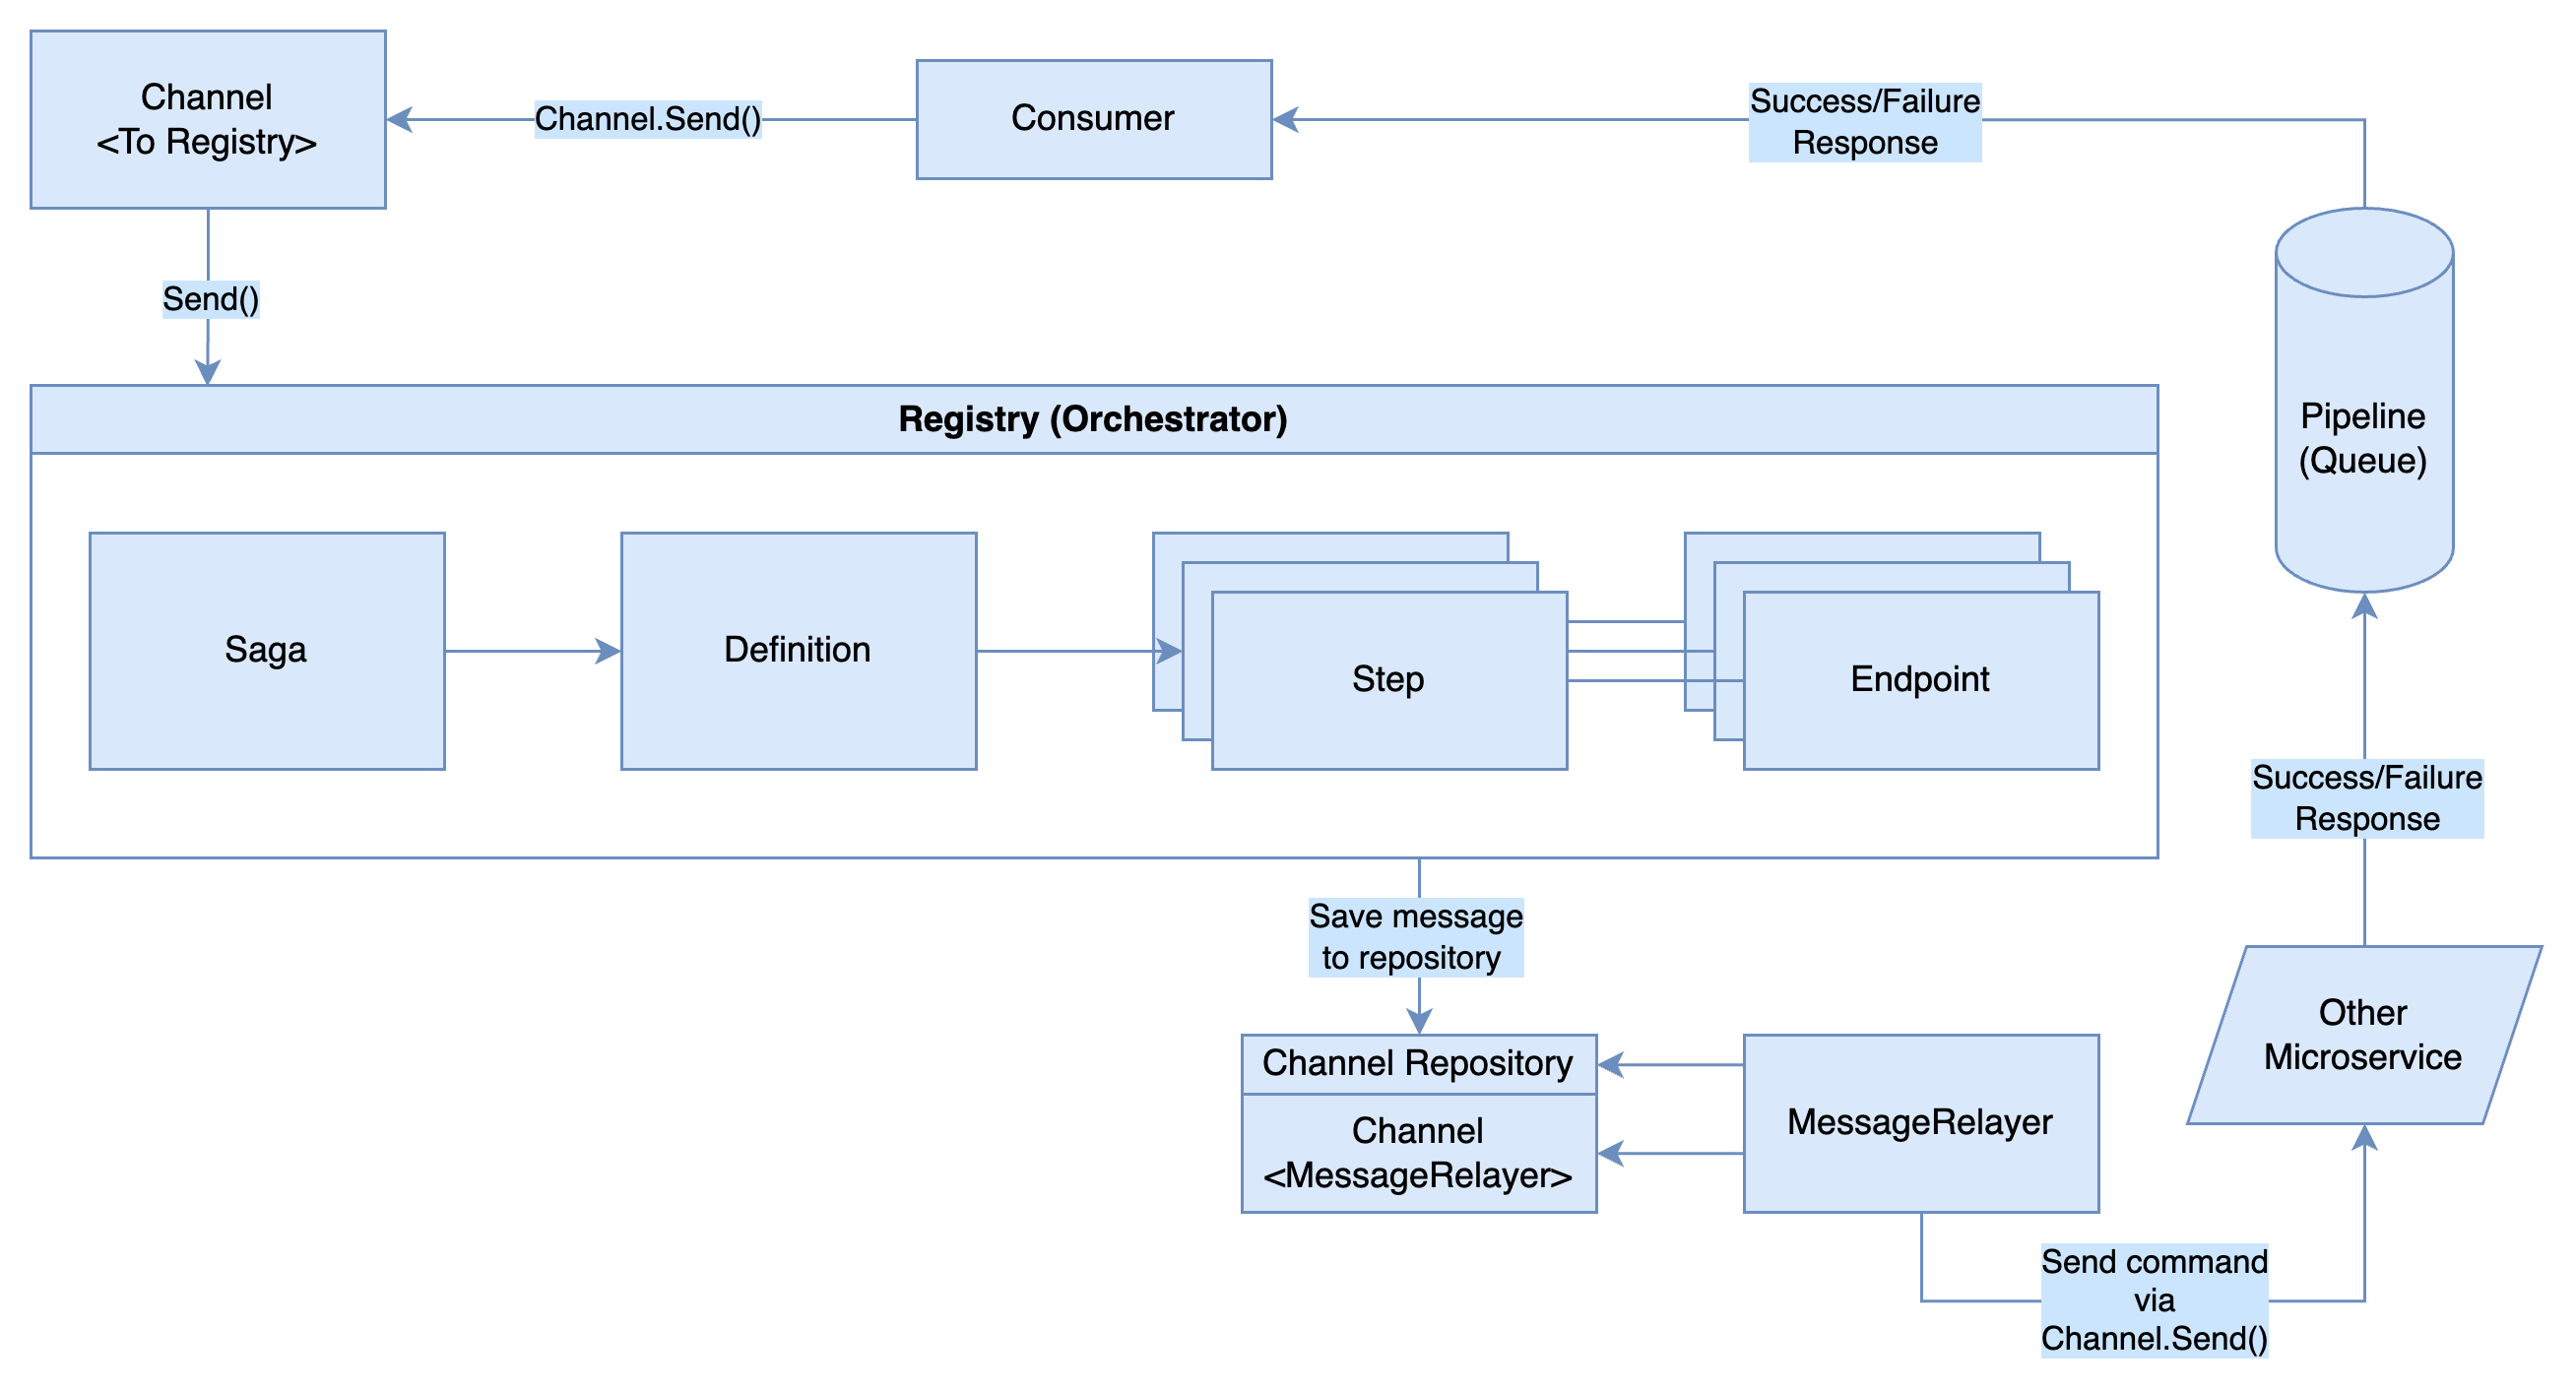 Channel
<To Registry>
Channel.Send()
Consumer
Success/Failure
Response
Send()
Pipeline
(Queue)
Registry (Orchestrator)
Saga
Definition
Step
Endpoint
Success/Failure
Response
Save message
to repository
Other
Microservice
Channel Repository
Channel
<MessageRelayer>
MessageRelayer
Send command
via
Channel.Send()